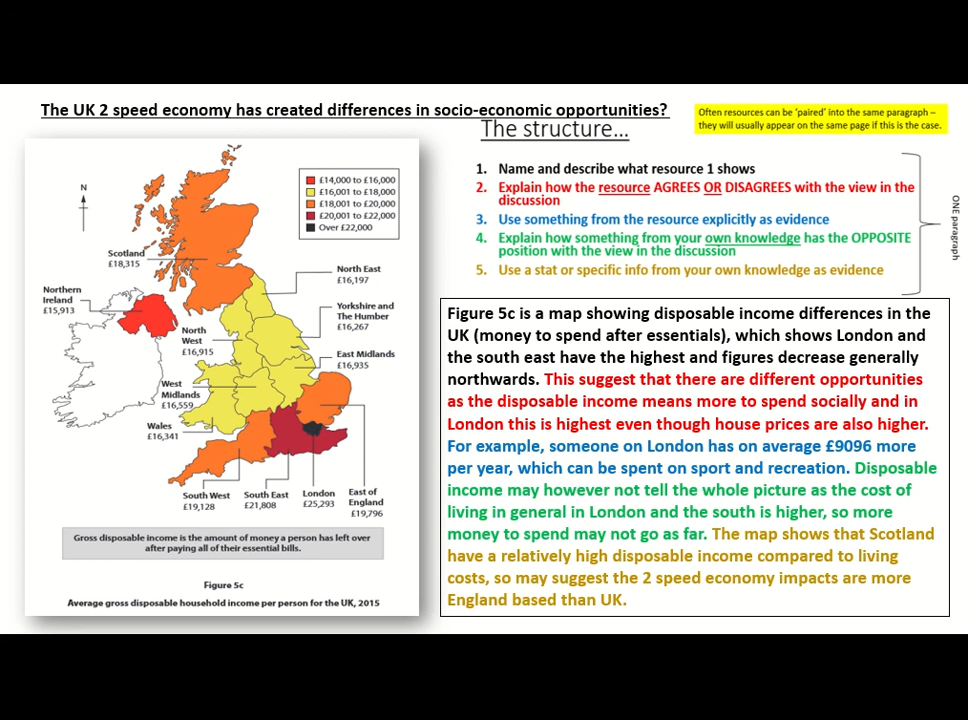 The UK 2 speed economy has created differences in socio-economic opportunities?
Often resources can be 'paired' into the same paragraph –
they will usually appear on the same page if this is the case.
The structure...
1. Name and describe what resource 1 shows
2. Explain how the resource AGREES OR DISAGREES with the view in the
discussion
3. Use something from the resource explicitly as evidence
4. Explain how something from your own knowledge has the OPPOSITE
position with the view in the discussion
5. Use a stat or specific info from your own knowledge as evidence
ONE paragraph
N
£14,000 to £16,000
£16,001 to £18,000
£18,001 to £20,000
£20,001 to £22,000
Over £22,000
Scotland
£18,315
North East
£16,197
Northern
Ireland
£15,913
Yorkshire and
The Humber
£16,267
North
West
£16,915
East Midlands
£16,935
West
Midlands
£16,559
Wales
£16,341
South West
£19,128
South East
£21,808
London
£25,293
East of
England
£19,796
Gross disposable income is the amount of money a person has left over
after paying all of their essential bills.
Figure 5c
Average gross disposable household income per person for the UK, 2015
Figure 5c is a map showing disposable income differences in the
UK (money to spend after essentials), which shows London and
the south east have the highest and figures decrease generally
northwards. This suggest that there are different opportunities
as the disposable income means more to spend socially and in
London this is highest even though house prices are also higher.
For example, someone on London has on average £9096 more
per year, which can be spent on sport and recreation. Disposable
income may however not tell the whole picture as the cost of
living in general in London and the south is higher, so more
money to spend may not go as far. The map shows that Scotland
have a relatively high disposable income compared to living
costs, so may suggest the 2 speed economy impacts are more
England based than UK.